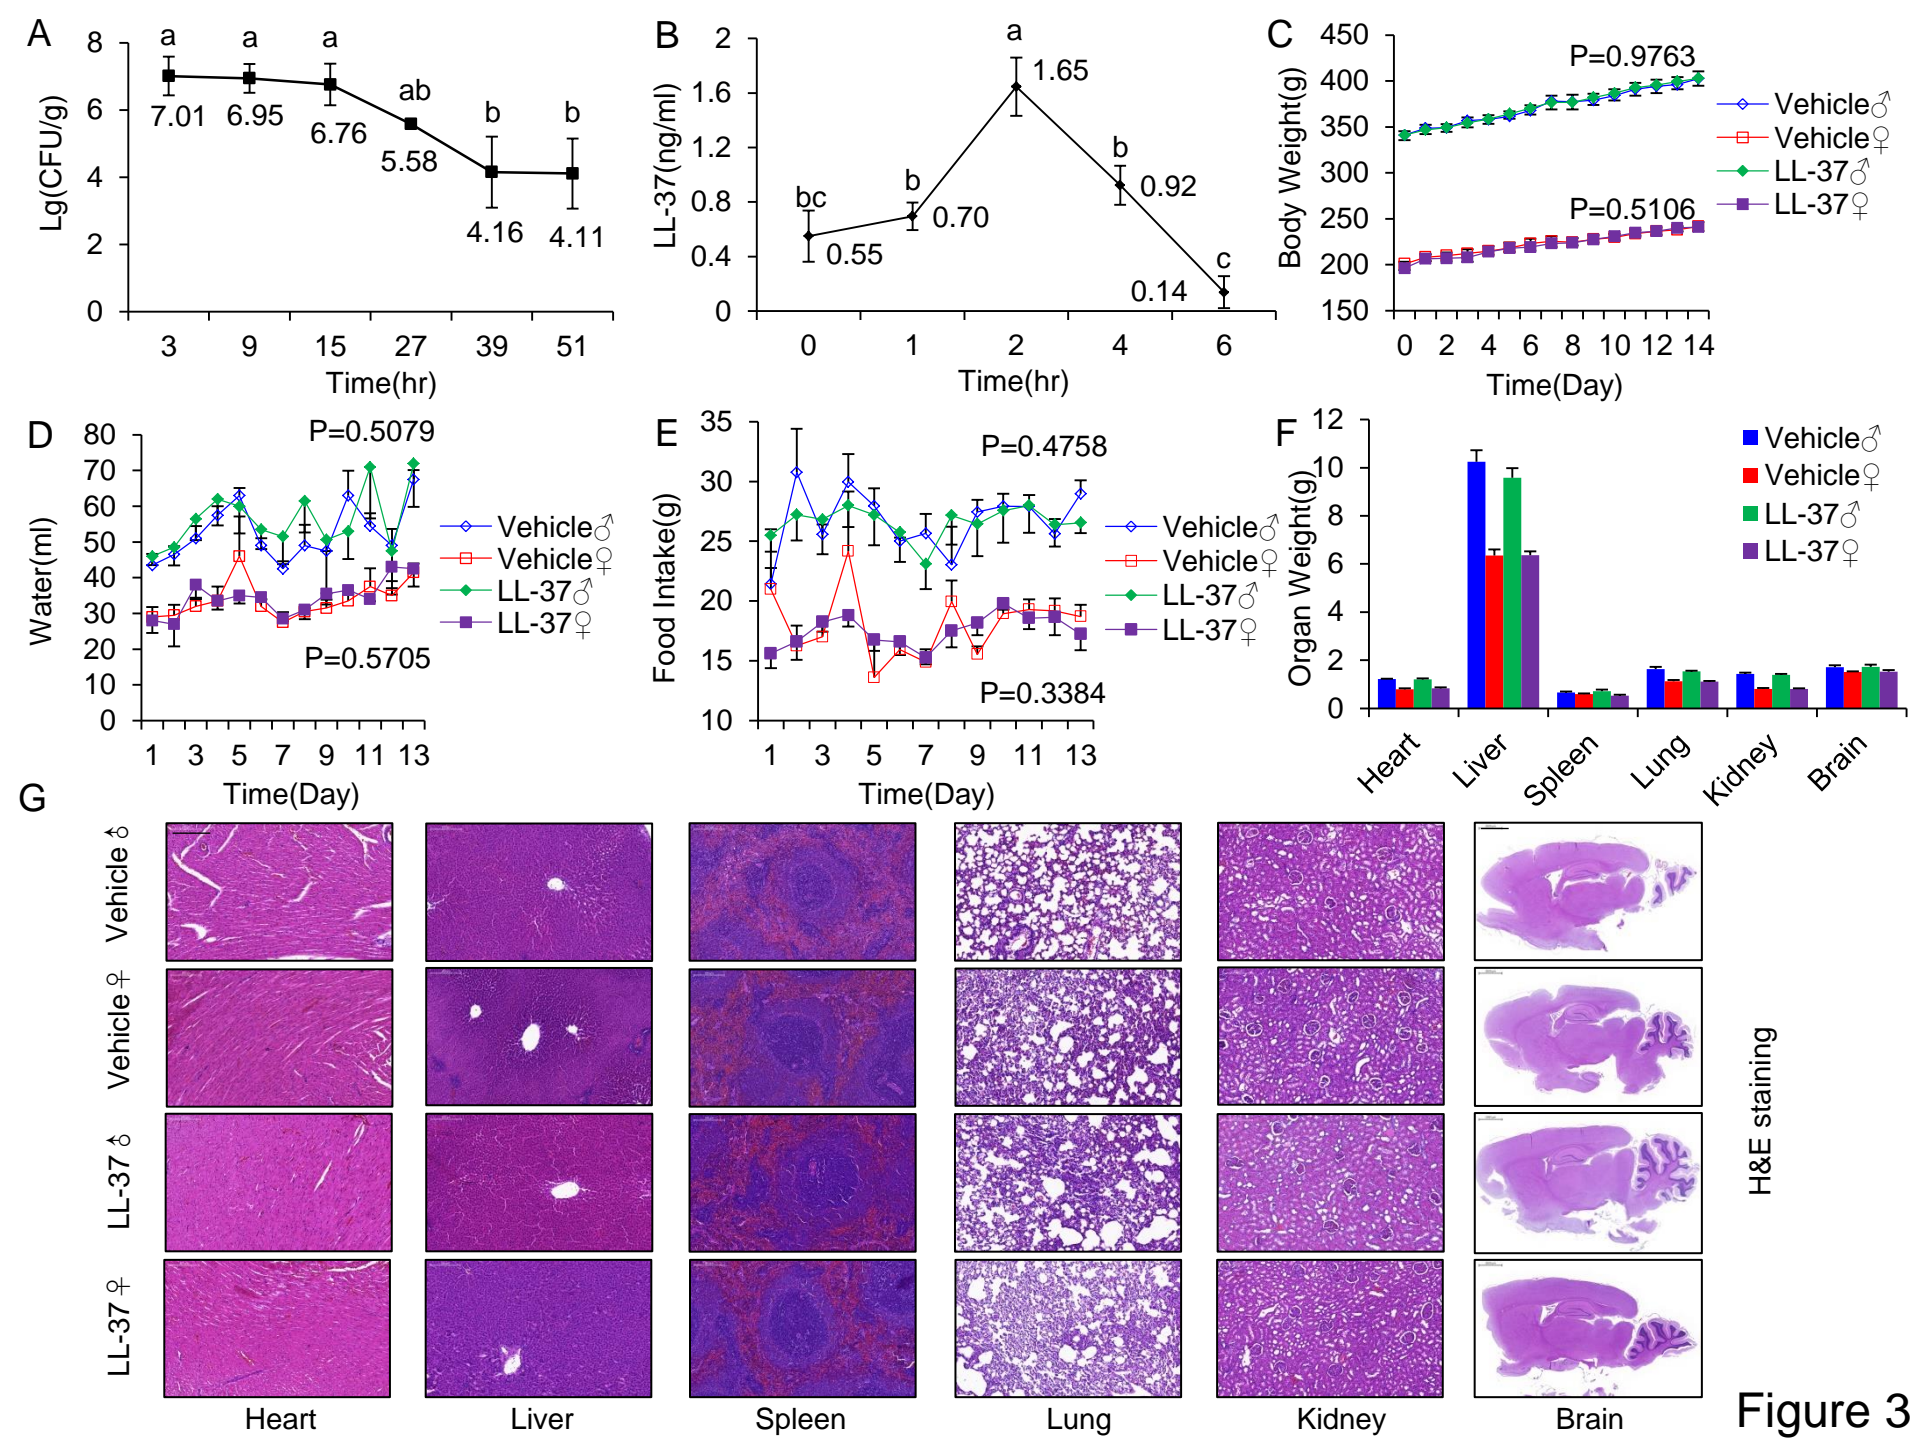 A
Lg(CFU/g)
8
6
4
2
0
a
a
a
ab
b
b
7.01
6.95
6.76
5.58
4.16
4.11
3 9 15 27 39 51
Time(hr)
B
LL-37(ng/ml)
2
1.6
1.2
0.8
0.4
0
bc
b
a
b
c
0.55
0.70
1.65
0.92
0.14
0 1 2 4 6
Time(hr)
C
Body Weight(g)
450
400
350
300
250
200
150
P=0.9763
P=0.5106
0 2 4 6 8 10 12 14
Time(Day)
Vehicle♂
Vehicle♀
LL-37♂
LL-37♀
D
Water(ml)
80
70
60
50
40
30
20
10
0
P=0.5079
P=0.5705
1 3 5 7 9 11 13
Time(Day)
Vehicle♂
Vehicle♀
LL-37♂
LL-37♀
E
Food Intake(g)
35
30
25
20
15
10
P=0.4758
P=0.3384
1 3 5 7 9 11 13
Time(Day)
Vehicle♂
Vehicle♀
LL-37♂
LL-37♀
F
Organ Weight(g)
12
10
8
6
4
2
0
Heart Liver Spleen Lung Kidney Brain
Vehicle♂
Vehicle♀
LL-37♂
LL-37♀
G
Vehicle♂
Vehicle♀
LL-37♂
LL-37♀
H&E staining
Heart Liver Spleen Lung Kidney Brain
Figure 3